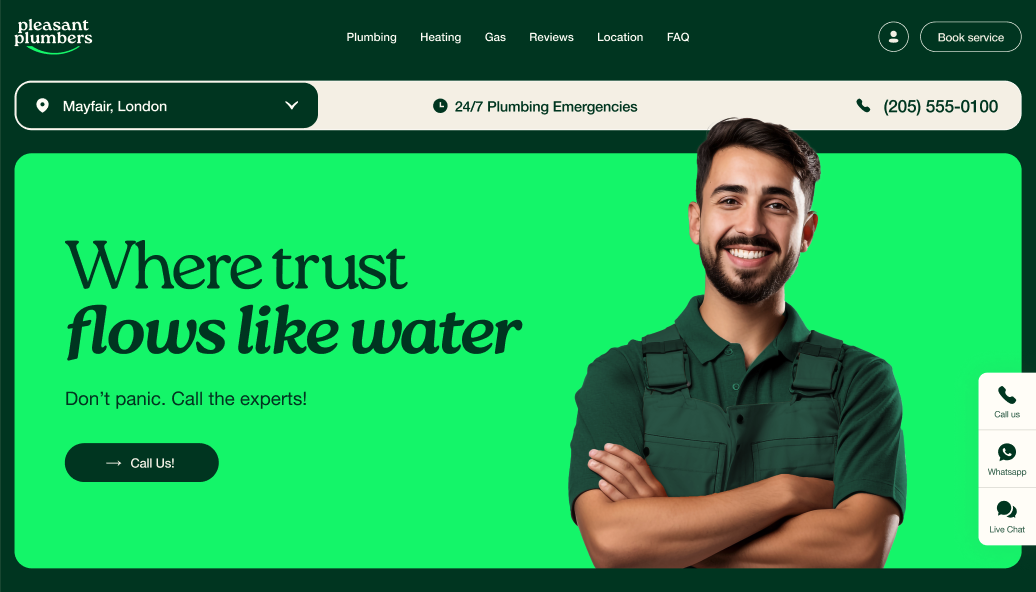 pleasant
plumbers
Plumbing
Heating
Gas
Reviews
Location
FAQ
Book service
Mayfair, London
24/7 Plumbing Emergencies
(205) 555-0100
Where trust
flows like water
Don’t panic. Call the experts!
→ Call Us!
Call us
Whatsapp
Live Chat